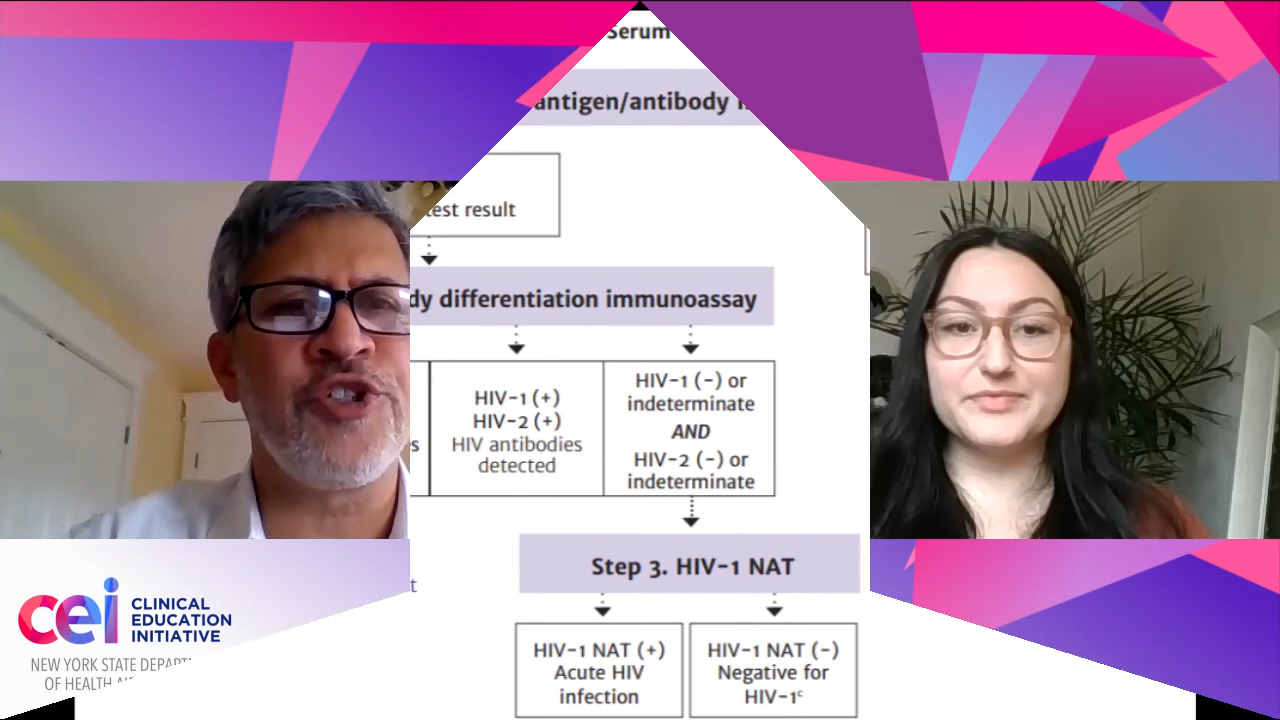 Serum
antigen/antibody
test result
dy differentiation immunoassay
HIV-1 (+)
HIV-2 (+)
HIV antibodies
detected
HIV-1 (-) or
indeterminate
AND
HIV-2 (-) or
indeterminate
Step 3. HIV-1 NAT
HIV-1 NAT (+)
Acute HIV
infection
HIV-1 NAT (-)
Negative for
HIV-1ᶜ
cei CLINICAL
EDUCATION
INITIATIVE
NEW YORK STATE
OF HEALTH